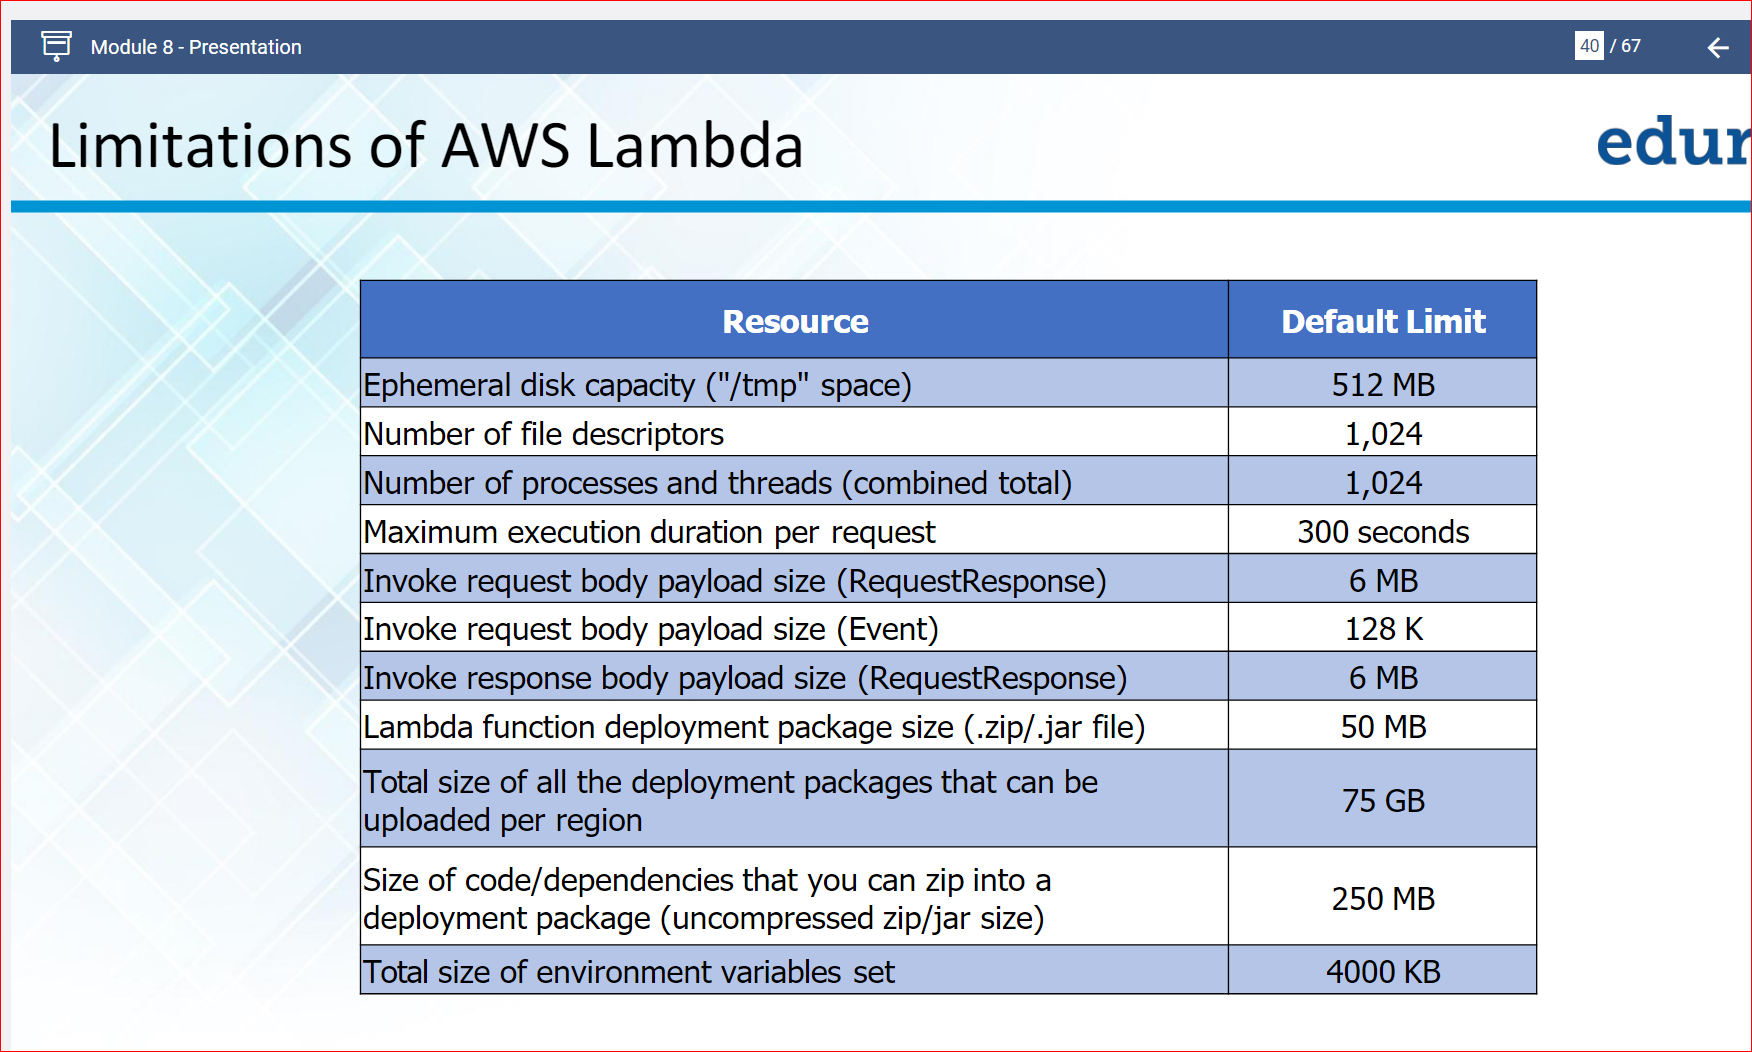 Module 8 - Presentation
40 / 67
Limitations of AWS Lambda
edur
Resource Default Limit
Ephemeral disk capacity ("/tmp" space) 512 MB
Number of file descriptors 1,024
Number of processes and threads (combined total) 1,024
Maximum execution duration per request 300 seconds
Invoke request body payload size (RequestResponse) 6 MB
Invoke request body payload size (Event) 128 K
Invoke response body payload size (RequestResponse) 6 MB
Lambda function deployment package size (.zip/.jar file) 50 MB
Total size of all the deployment packages that can be
uploaded per region 75 GB
Size of code/dependencies that you can zip into a
deployment package (uncompressed zip/jar size) 250 MB
Total size of environment variables set 4000 KB